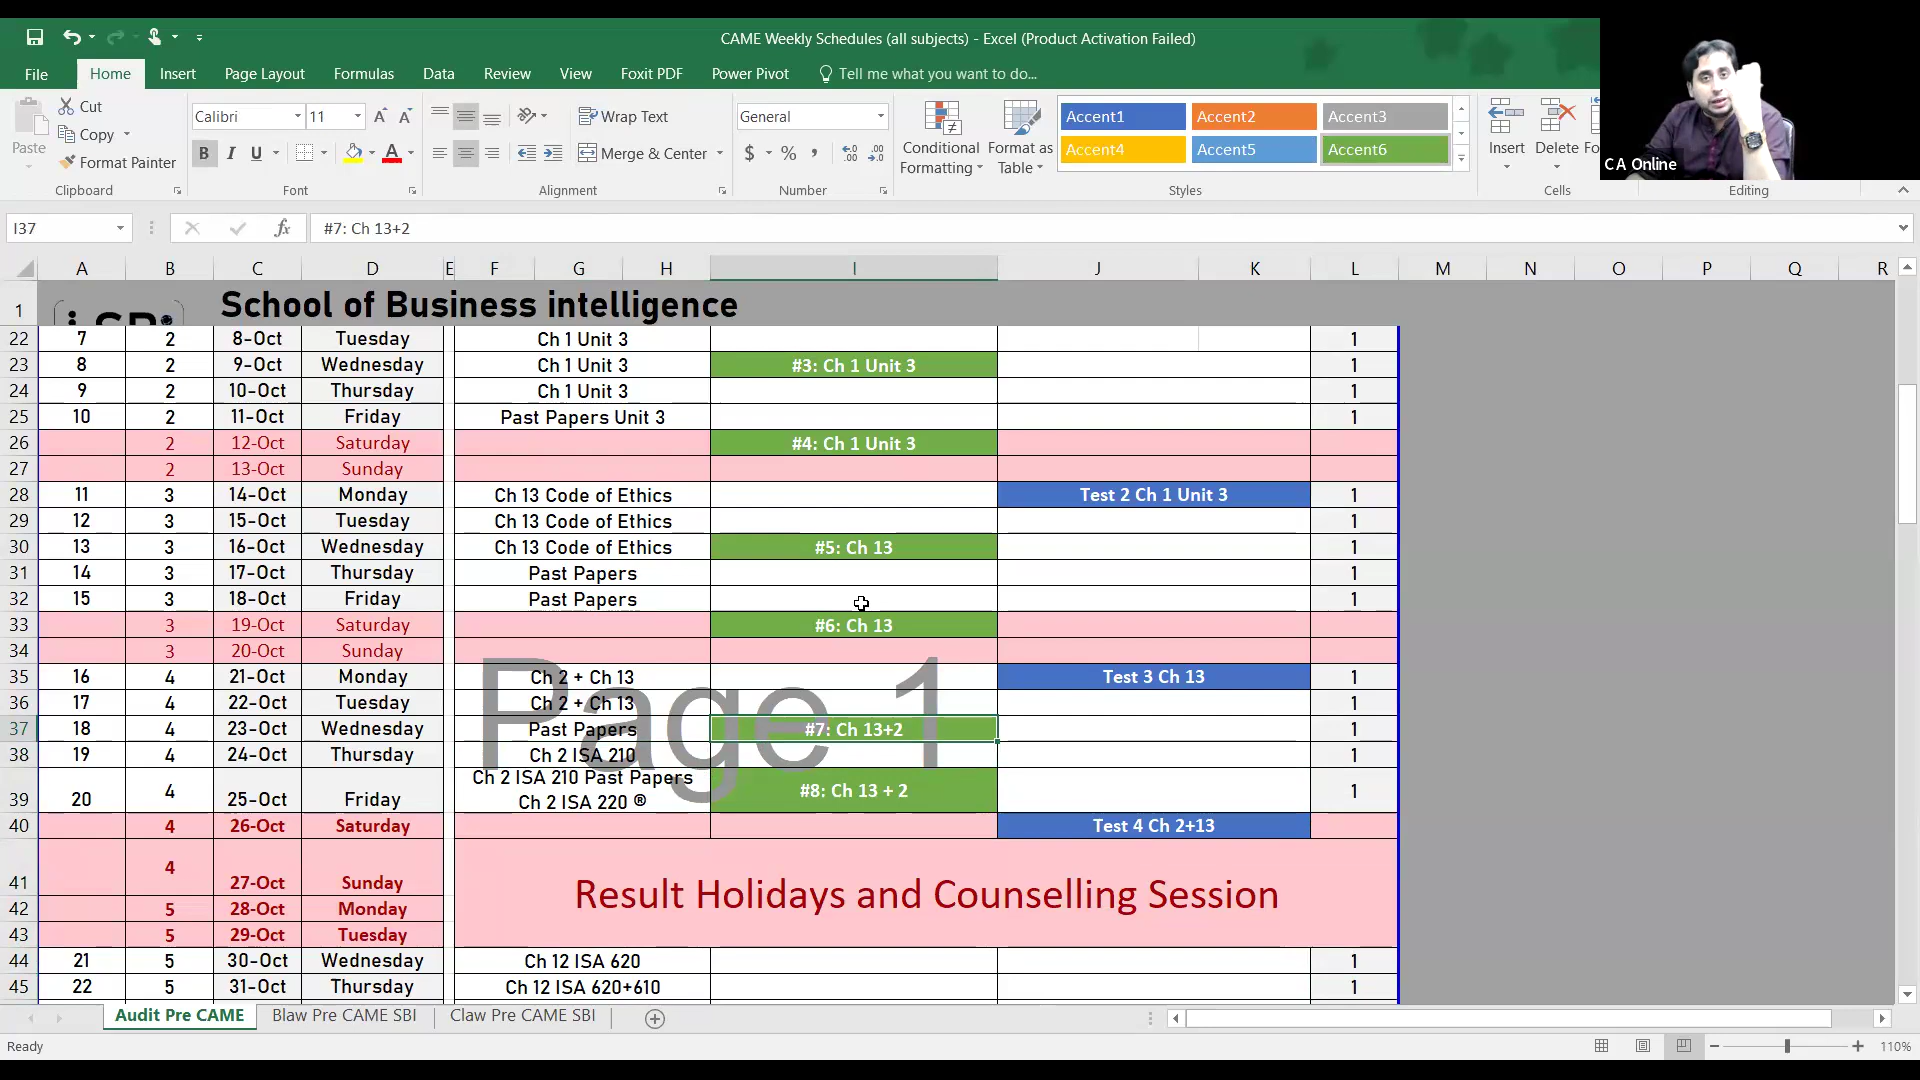 CAME Weekly Schedules (all subjects) - Excel (Product Activation Failed)
File Home Insert Page Layout Formulas Data Review View Foxit PDF Power Pivot Tell me what you want to do...
Cut
Copy
Format Painter
Paste
Clipboard
Calibri 11
B I U
Font
Wrap Text
Merge & Center
Alignment
General
$ % ,
Number
Conditional Formatting
Format as Table
Accent1 Accent2 Accent3
Accent4 Accent5 Accent6
Styles
Insert Delete
Cells
Editing
C A Online
I37 fx #7: Ch 13+2
A B C D E F G H I J K L M N O P Q R
1 School of Business intelligence
22 7 2 8-Oct Tuesday Ch 1 Unit 3 1
23 8 2 9-Oct Wednesday Ch 1 Unit 3 #3: Ch 1 Unit 3 1
24 9 2 10-Oct Thursday Ch 1 Unit 3 1
25 10 2 11-Oct Friday Past Papers Unit 3 1
26 2 12-Oct Saturday #4: Ch 1 Unit 3
27 2 13-Oct Sunday
28 11 3 14-Oct Monday Ch 13 Code of Ethics Test 2 Ch 1 Unit 3 1
29 12 3 15-Oct Tuesday Ch 13 Code of Ethics 1
30 13 3 16-Oct Wednesday Ch 13 Code of Ethics #5: Ch 13 1
31 14 3 17-Oct Thursday Past Papers 1
32 15 3 18-Oct Friday Past Papers 1
33 3 19-Oct Saturday #6: Ch 13
34 3 20-Oct Sunday
35 16 4 21-Oct Monday Ch 2 + Ch 13 Test 3 Ch 13 1
36 17 4 22-Oct Tuesday Ch 2 + Ch 13 1
Page 1
37 18 4 23-Oct Wednesday Past Papers #7: Ch 13+2 1
38 19 4 24-Oct Thursday Ch 2 ISA 210 1
39 20 4 25-Oct Friday Ch 2 ISA 210 Past Papers #8: Ch 13 + 2 1
Ch 2 ISA 220 ®
40 4 26-Oct Saturday Test 4 Ch 2+13
41 4 27-Oct Sunday Result Holidays and Counselling Session
42 5 28-Oct Monday
43 5 29-Oct Tuesday
44 21 5 30-Oct Wednesday Ch 12 ISA 620 1
45 22 5 31-Oct Thursday Ch 12 ISA 620+610 1
Audit Pre CAME Blaw Pre CAME SBI Claw Pre CAME SBI
Ready 110%